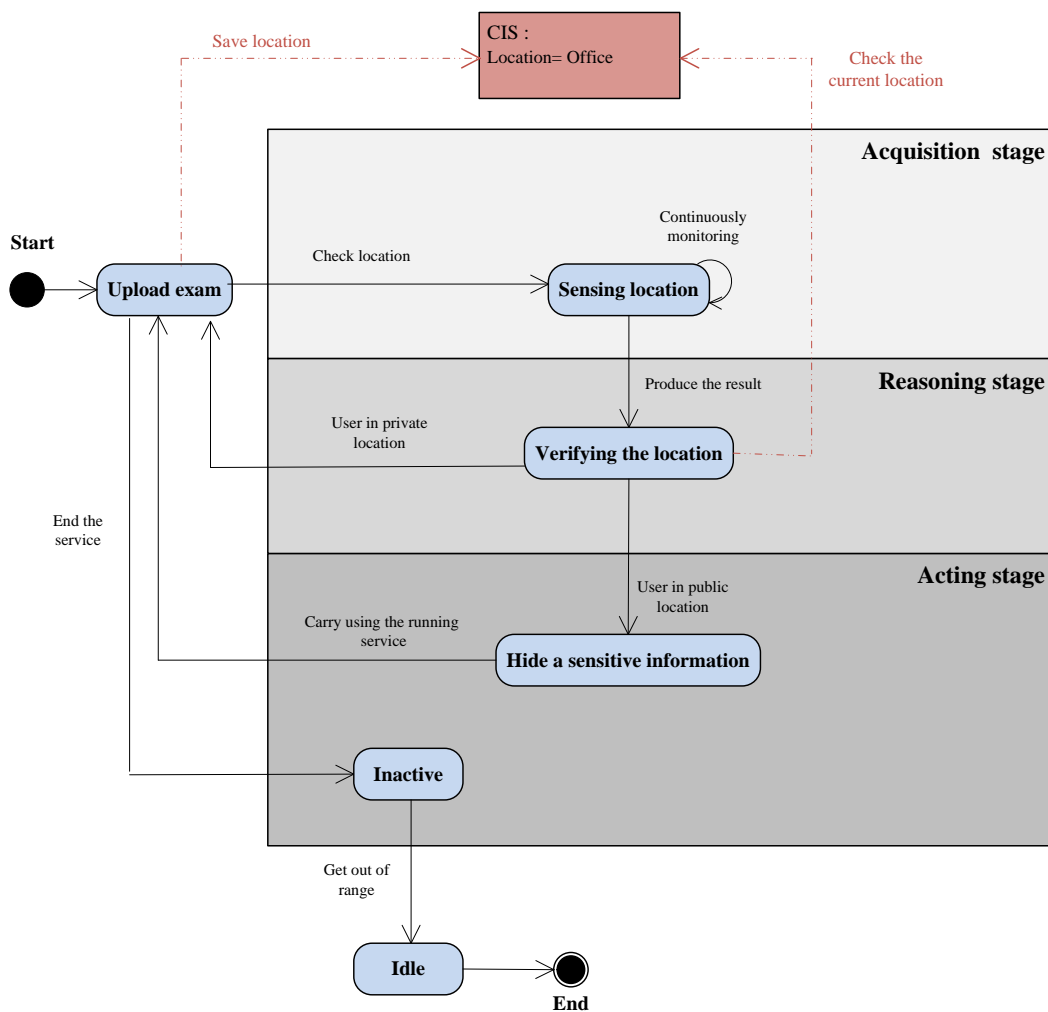 Save location
CIS :
Location= Office
Check the
current location
Acquisition  stage
Continuously
monitoring
Start
Check location
Upload exam
Sensing location
Reasoning stage
Produce the result
User in private
location
Verifying the location
End the
service
Acting stage
User in public
location
Carry using the running
service
Hide a sensitive information
Inactive
Get out of
range
Idle
End